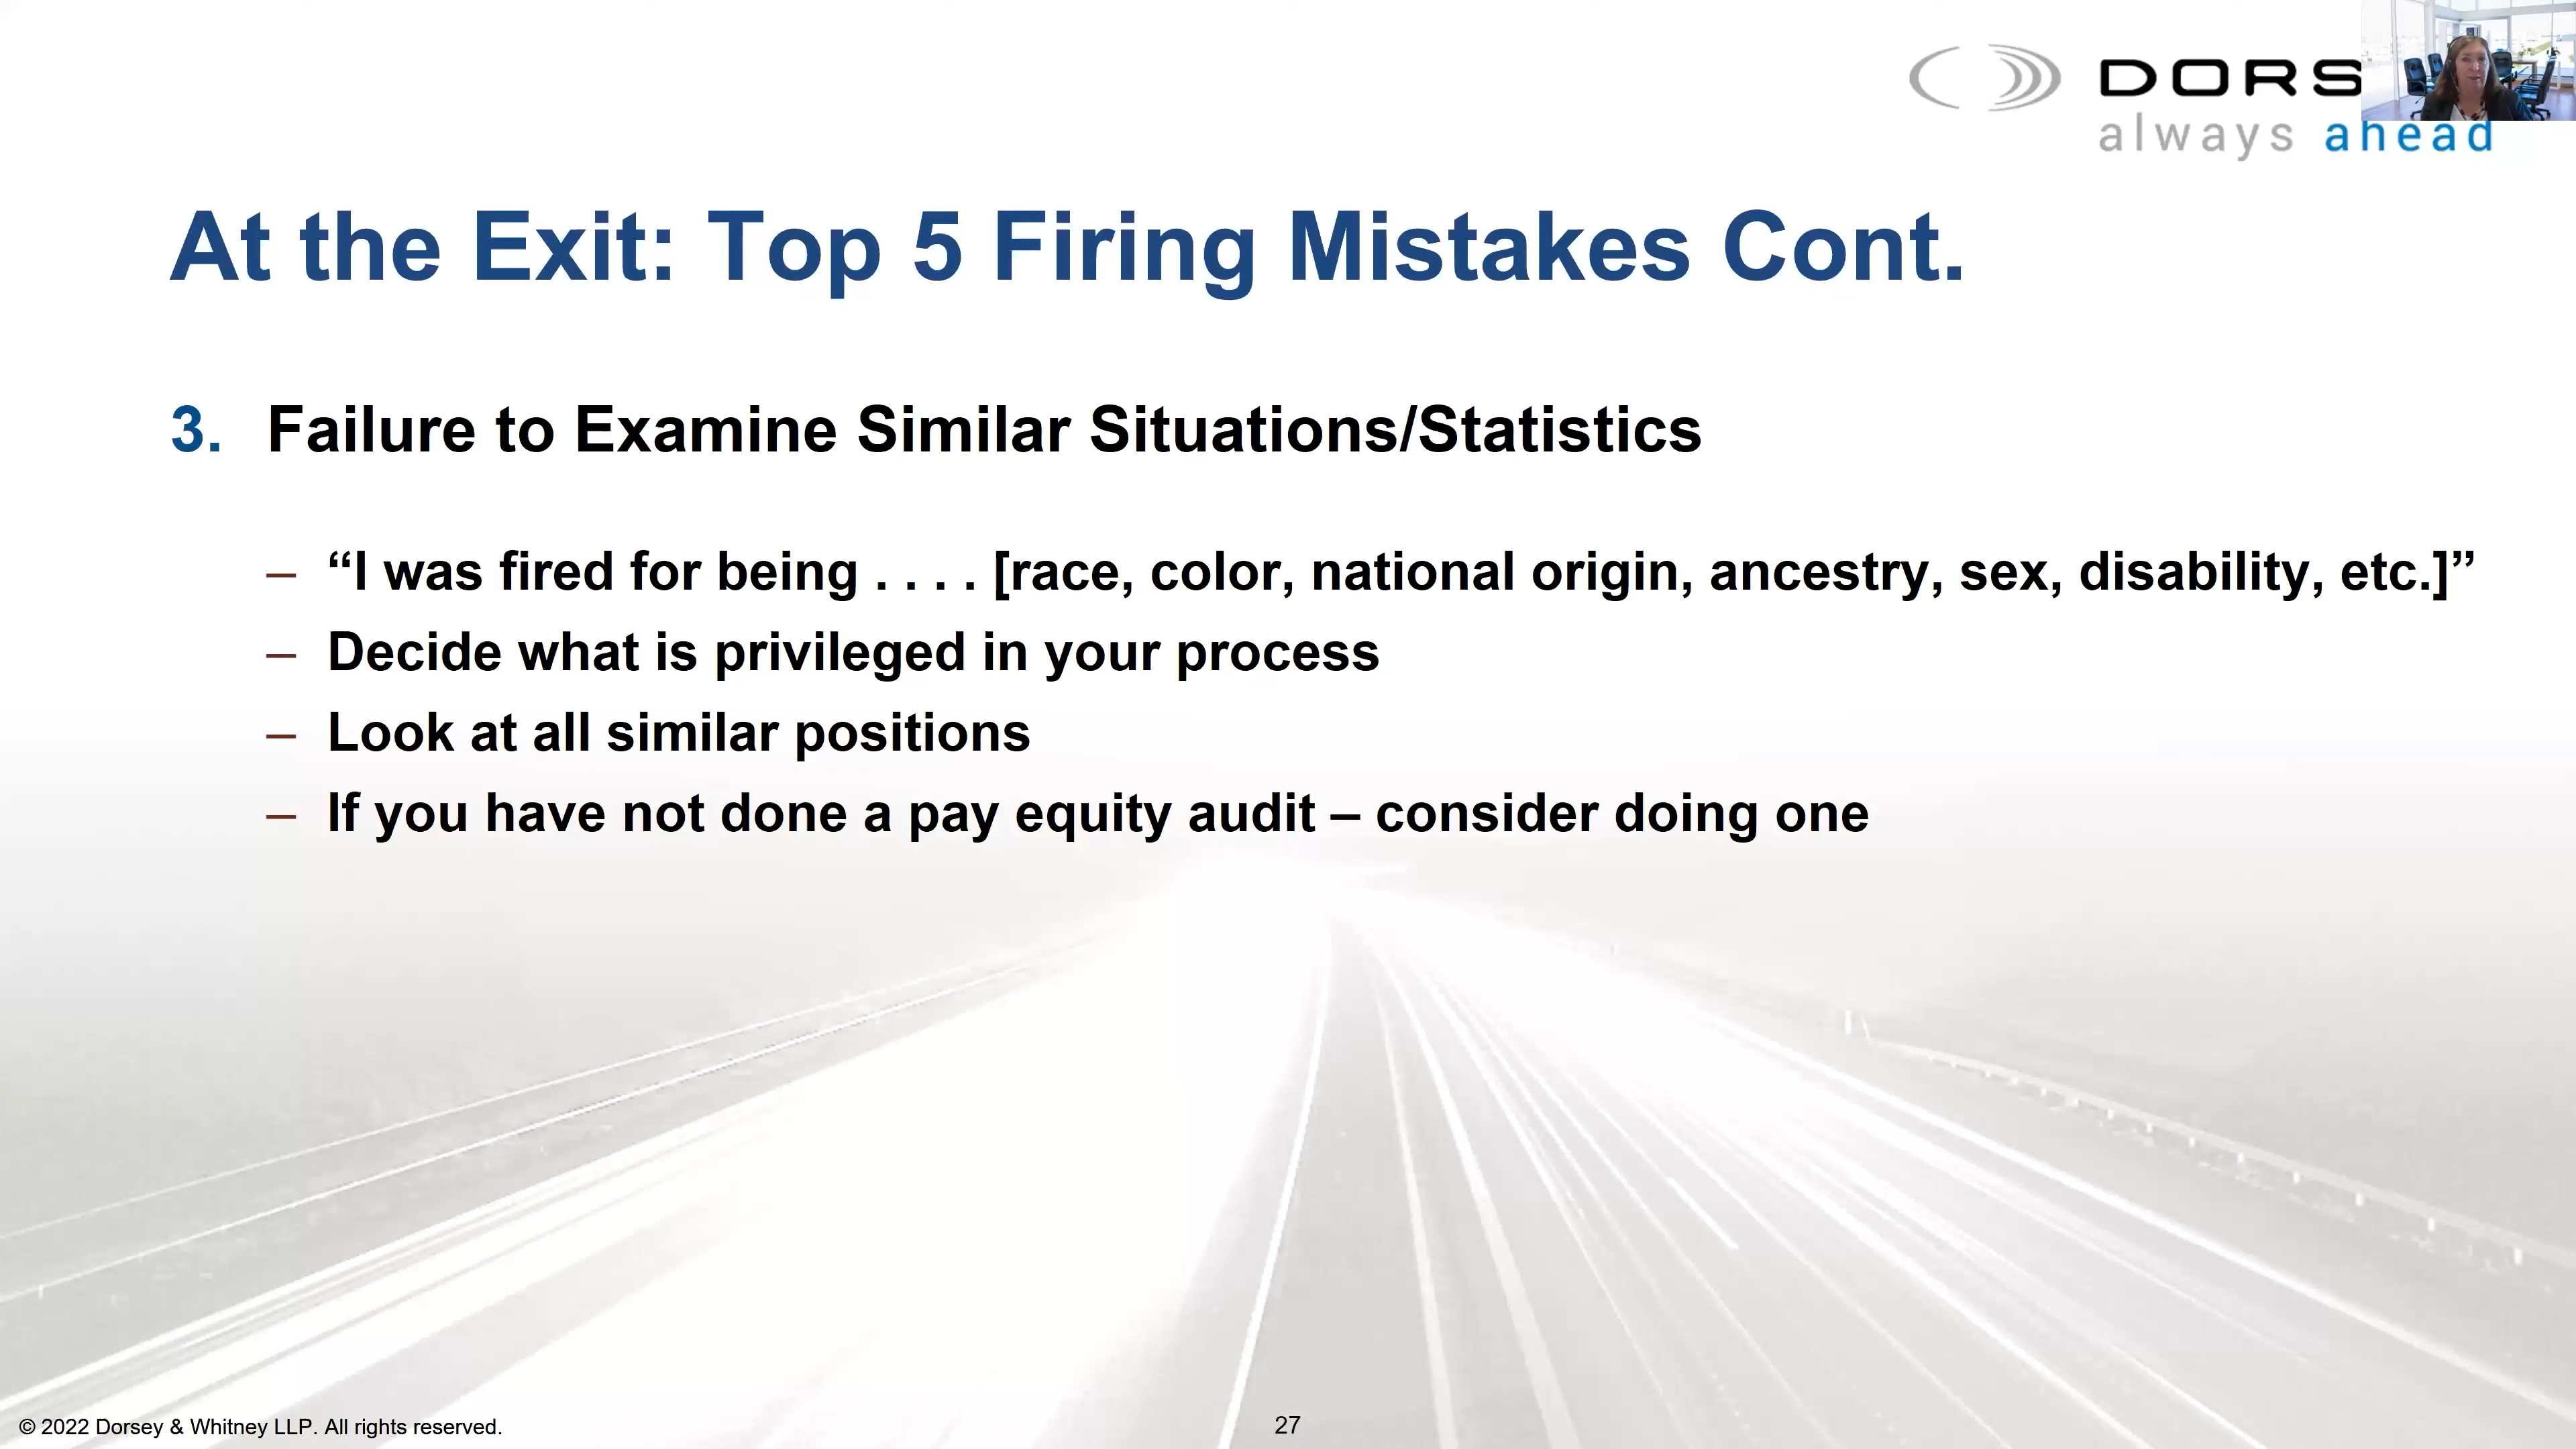 DORS
always ahead
At the Exit: Top 5 Firing Mistakes Cont.
3. Failure to Examine Similar Situations/Statistics
– “I was fired for being . . . . [race, color, national origin, ancestry, sex, disability, etc.]”
– Decide what is privileged in your process
– Look at all similar positions
– If you have not done a pay equity audit – consider doing one
© 2022 Dorsey & Whitney LLP. All rights reserved.
27